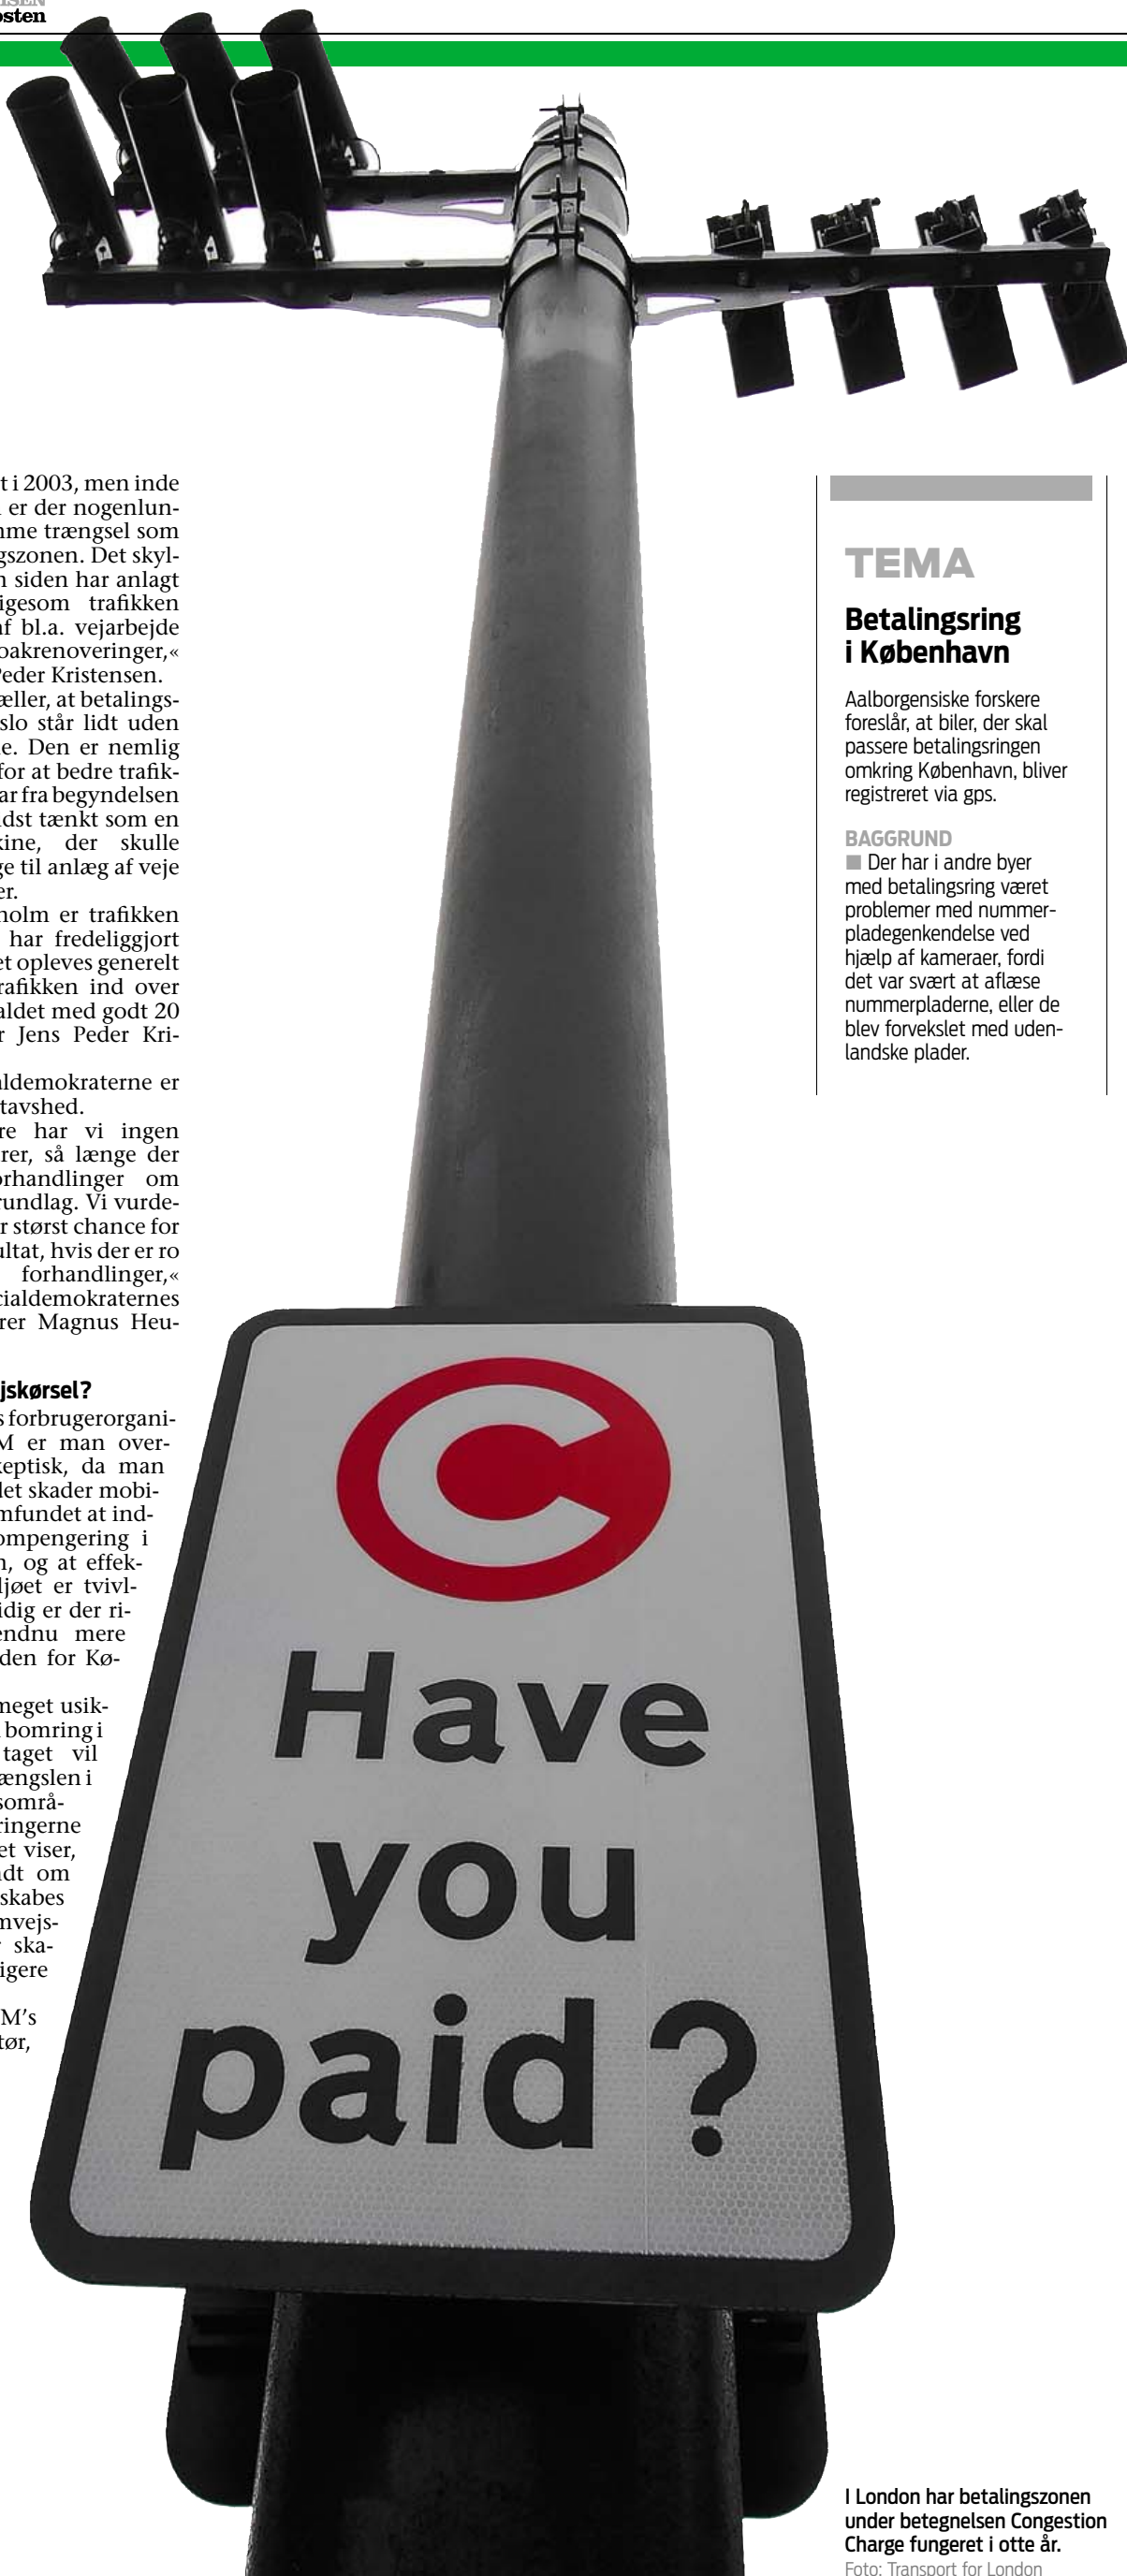 osten
t i 2003, men inde
er der nogenlun-
me trængsel som
gszonen. Det skyl-
n siden har anlagt
igesom trafikken
af bl.a. vejarbejde
oakrenoveringer,«
Peder Kristensen.
æller, at betalings-
slo står lidt uden
e. Den er nemlig
for at bedre trafik-
ar fra begyndelsen
dst tænkt som en
kine, der skulle
ge til anlæg af veje
er.
holm er trafikken
har fredeliggjort
et opleves generelt
rafikken ind over
aldet med godt 20
r Jens Peder Kri-
aldemokraterne er
tavshed.
re har vi ingen
rer, så længe der
orhandlinger om
rundlag. Vi vurde-
r størst chance for
ultat, hvis der er ro
forhandlinger,«
cialdemokraternes
rer Magnus Heu-
jskørsel?
s forbrugerorgani-
M er man over-
keptisk, da man
det skader mobi-
mfundet at ind-
ompengering i
n, og at effek-
ljøet er tvivl-
idig er der ri-
endnu mere
den for Kø-
meget usik-
bomring i
taget vil
ængslen i
sområ-
ringerne
et viser,
ndt om
skabes
mvejs-
ska-
igere
M's
tør,
TEMA
Betalingsring
i København
Aalborgensiske forskere
foreslår, at biler, der skal
passere betalingsringen
omkring København, bliver
registreret via gps.
BAGGRUND
■ Der har i andre byer
med betalingsring været
problemer med nummer-
pladegenkendelse ved
hjælp af kameraer, fordi
det var svært at aflæse
nummerpladerne, eller de
blev forvekslet med uden-
landske plader.
C
Have
you
paid ?
I London har betalingszonen
under betegnelsen Congestion
Charge fungeret i otte år.
Foto: Transport for London